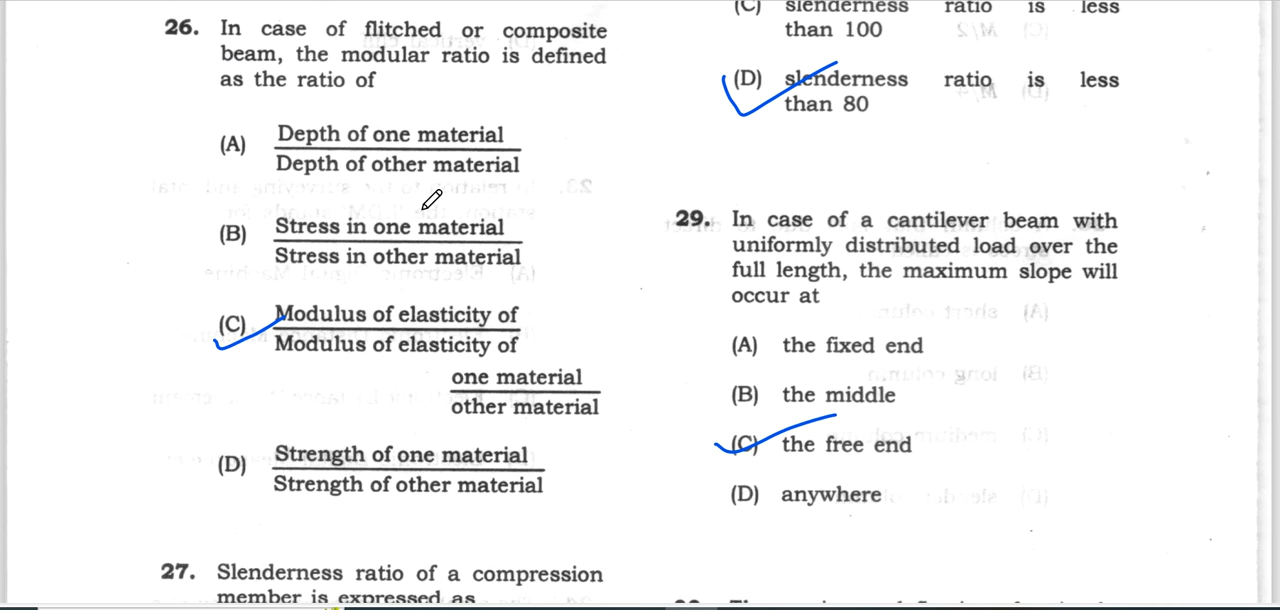 26. In case of flitched or composite
beam, the modular ratio is defined
as the ratio of
(A) Depth of one material
Depth of other material
(B) Stress in one material
Stress in other material
(C) Modulus of elasticity of
Modulus of elasticity of
one material
other material
(D) Strength of one material
Strength of other material
27. Slenderness ratio of a compression
member is expressed as
(C) slenderness ratio is less
than 100
(D) slenderness ratio is less
than 80
29. In case of a cantilever beam with
uniformly distributed load over the
full length, the maximum slope will
occur at
(A) the fixed end
(B) the middle
(C) the free end
(D) anywhere